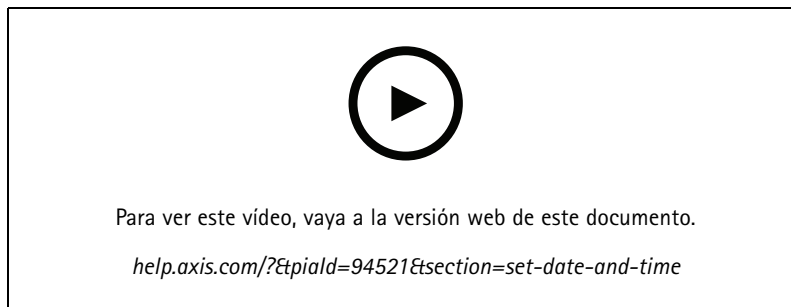 Para ver este vídeo, vaya a la versión web de este documento.
help.axis.com/?&piaId=94521&section=set-date-and-time